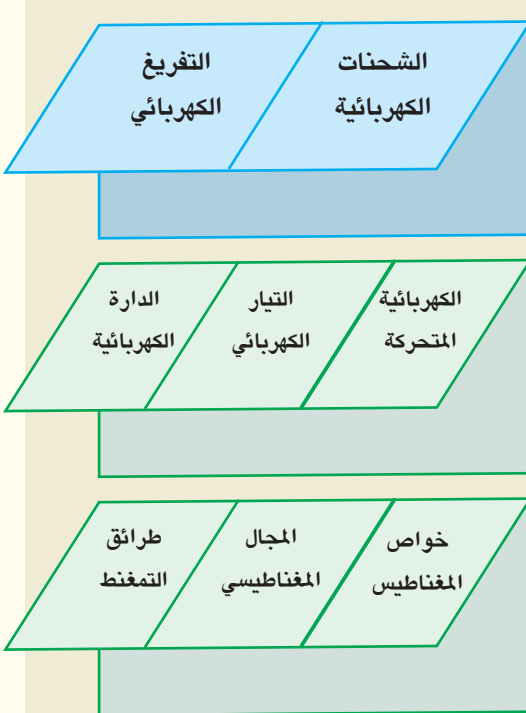 الشحنات
الكهربائية
التفريغ
الكهربائي
الكهربائية
المتحركة
التيار
الكهربائي
الدارة
الكهربائية
خواص
المغناطيس
المجال
المغناطيسي
طرائق
التمغنط